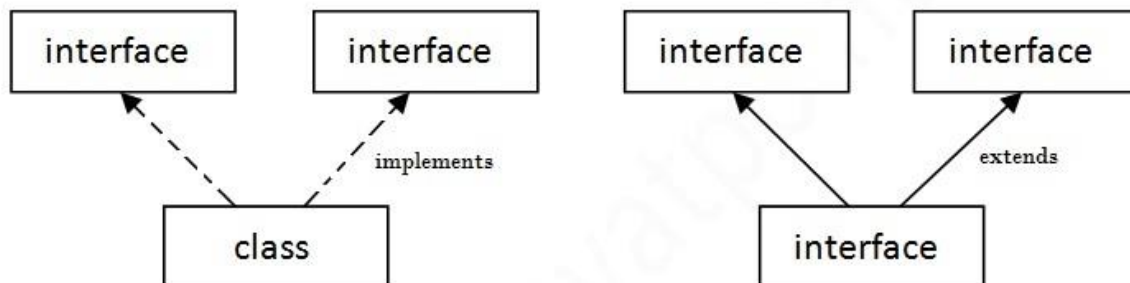 interface interface interface interface
implements extends
class interface